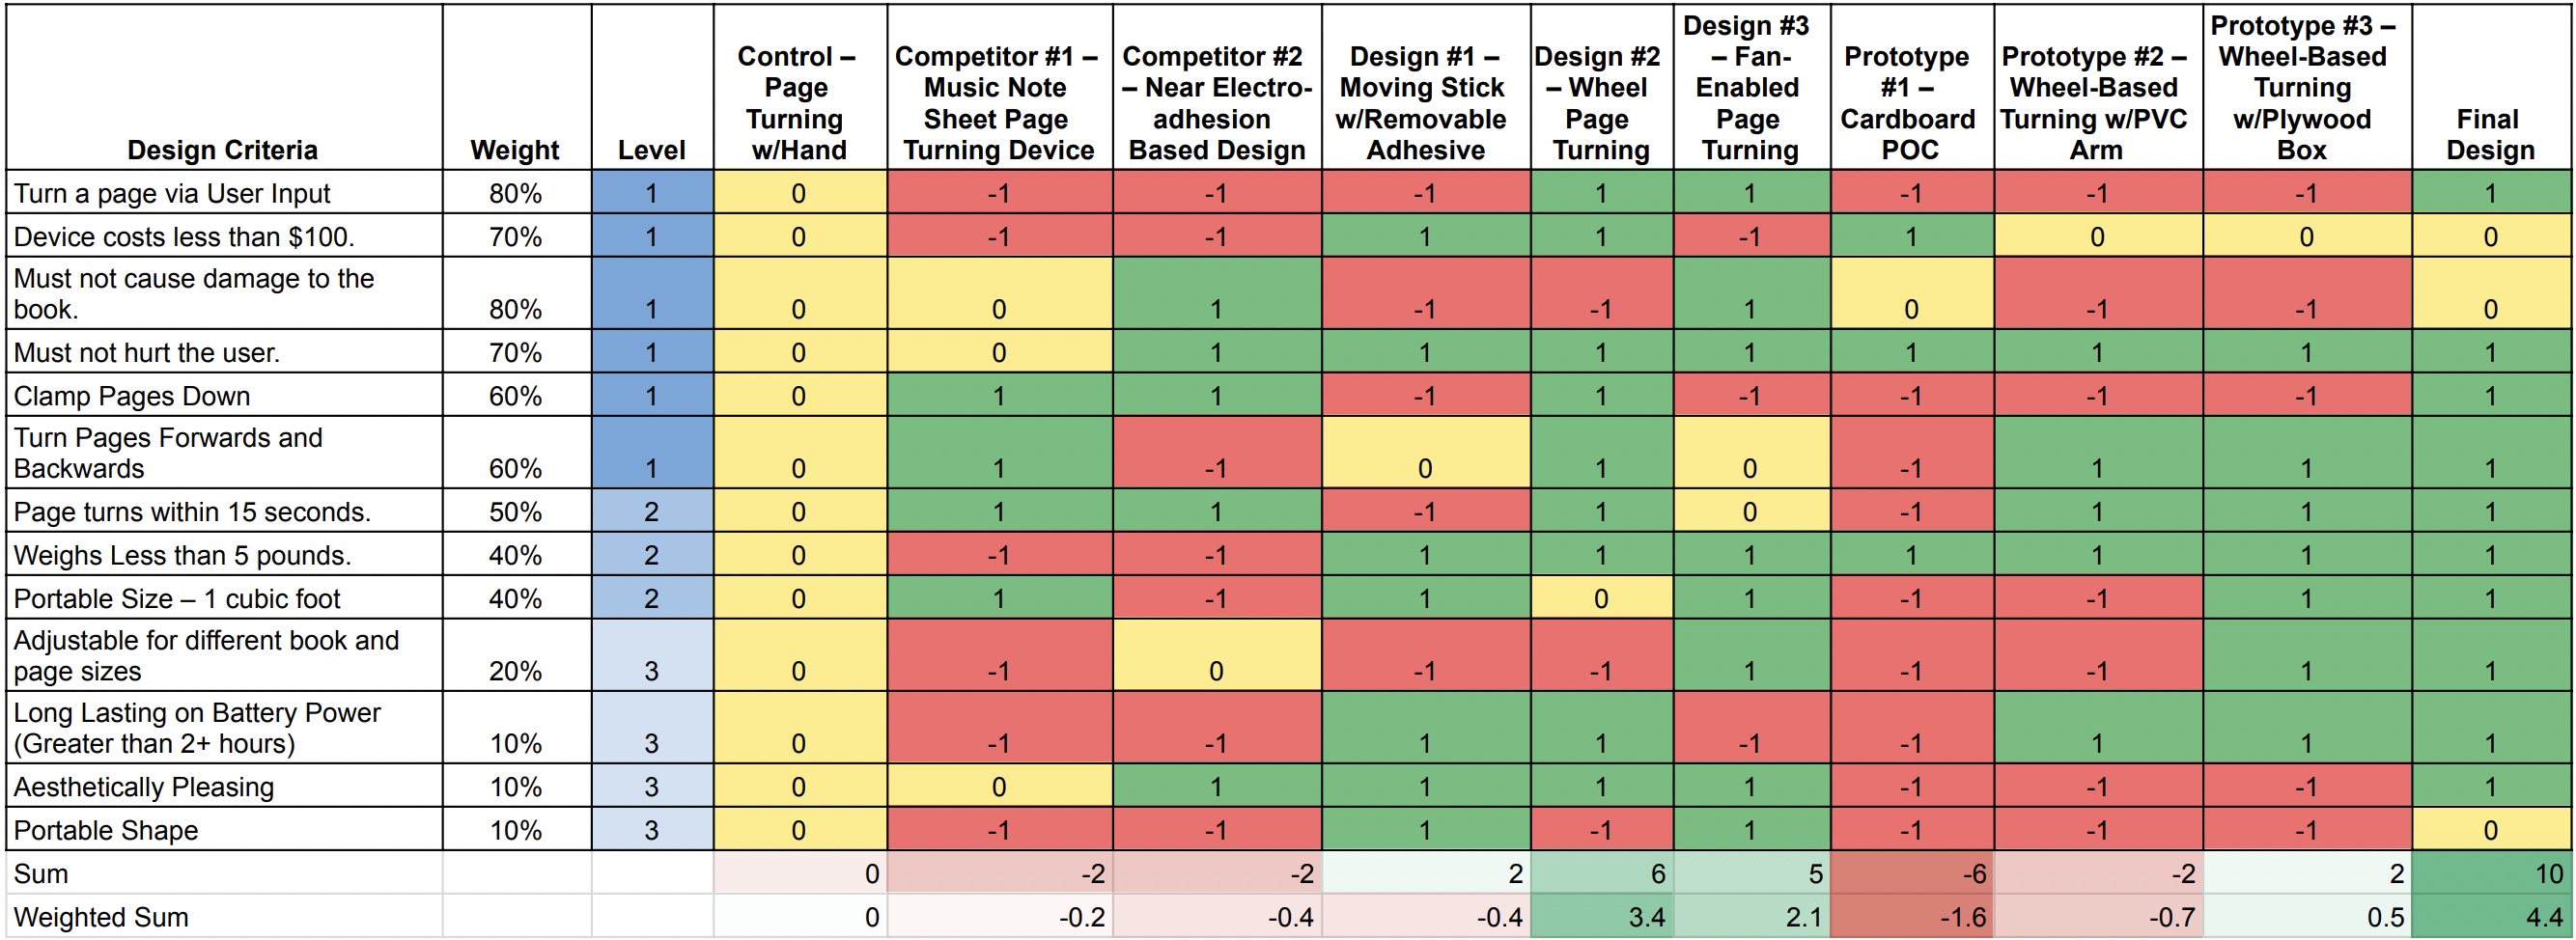 Design Criteria Weight Level Control – Page Turning w/Hand Competitor #1 – Music Note Sheet Page Turning Device Competitor #2 – Near Electro-adhesion Based Design Design #1 – Moving Stick w/Removable Adhesive Design #2 – Wheel Page Turning Design #3 – Fan-Enabled Page Turning Prototype #1 – Cardboard POC Prototype #2 – Wheel-Based Turning w/PVC Arm Prototype #3 – Wheel-Based Turning w/Plywood Box Final Design
Turn a page via User Input 80% 1 0 -1 -1 -1 1 1 -1 -1 -1 1
Device costs less than $100. 70% 1 0 -1 -1 1 1 -1 1 0 0 0
Must not cause damage to the
book. 80% 1 0 0 1 -1 -1 1 0 -1 -1 0
Must not hurt the user. 70% 1 0 0 1 1 1 1 1 1 1 1
Clamp Pages Down 60% 1 0 1 1 -1 1 -1 -1 -1 -1 1
Turn Pages Forwards and
Backwards 60% 1 0 1 -1 0 1 0 -1 1 1 1
Page turns within 15 seconds. 50% 2 0 1 1 -1 1 0 -1 1 1 1
Weighs Less than 5 pounds. 40% 2 0 -1 -1 1 1 1 1 1 1 1
Portable Size – 1 cubic foot 40% 2 0 1 -1 1 0 1 -1 -1 1 1
Adjustable for different book and
page sizes 20% 3 0 -1 0 -1 -1 1 -1 -1 1 1
Long Lasting on Battery Power
(Greater than 2+ hours) 10% 3 0 -1 -1 1 1 -1 -1 1 1 1
Aesthetically Pleasing 10% 3 0 0 1 1 1 1 -1 -1 -1 1
Portable Shape 10% 3 0 -1 -1 1 -1 1 -1 -1 -1 0
Sum 0 -2 -2 2 6 5 -6 -2 2 10
Weighted Sum 0 -0.2 -0.4 -0.4 3.4 2.1 -1.6 -0.7 0.5 4.4